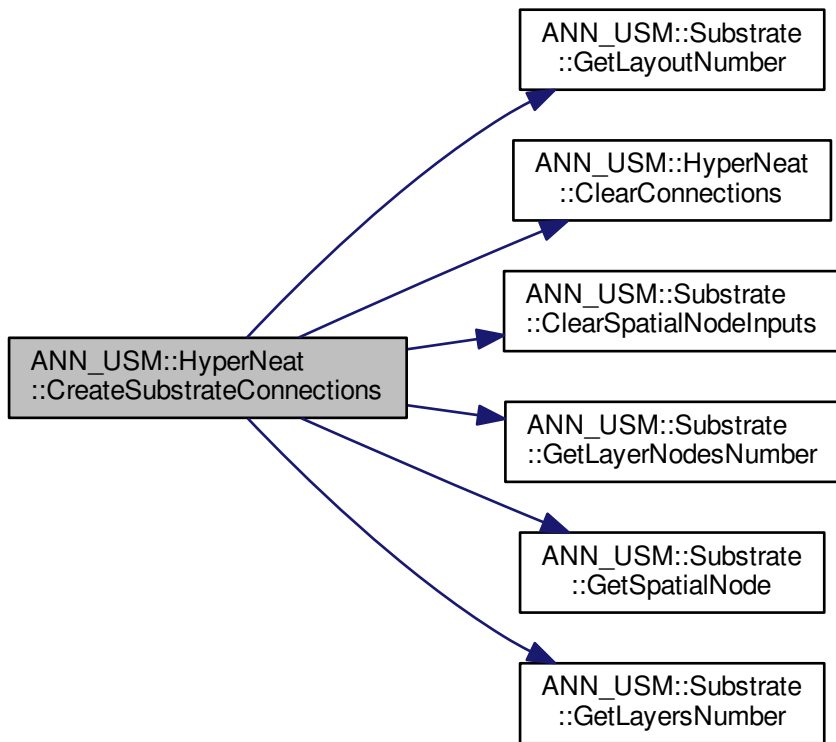 ANN_USM::Substrate
::GetLayoutNumber
ANN_USM::HyperNeat
::ClearConnections
ANN_USM::Substrate
::ClearSpatialNodeInputs
ANN_USM::HyperNeat
::CreateSubstrateConnections
ANN_USM::Substrate
::GetLayerNodesNumber
ANN_USM::Substrate
::GetSpatialNode
ANN_USM::Substrate
::GetLayersNumber